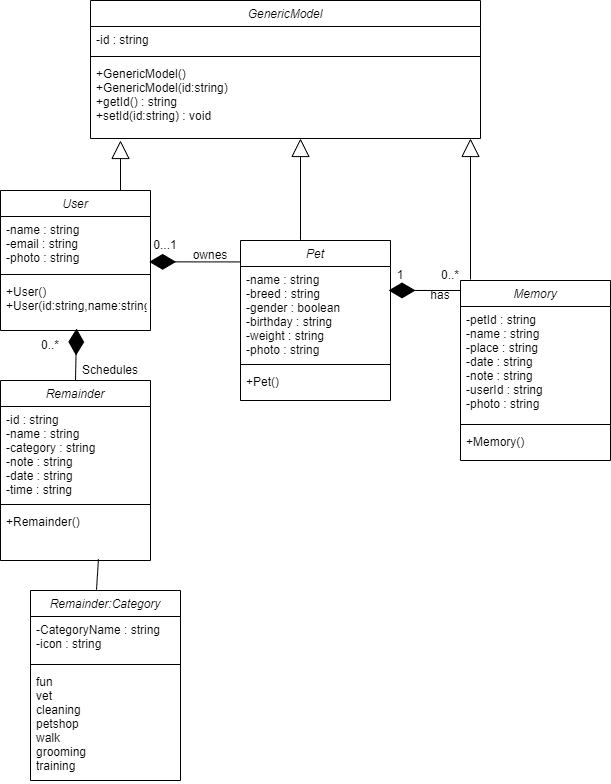 GenericModel
-id : string
+GenericModel()
+GenericModel(id:string)
+getId() : string
+setId(id:string) : void
User
-name : string
-email : string
-photo : string
+User()
+User(id:string,name:string
0...1
ownes
Pet
-name : string
-breed : string
-gender : boolean
-birthday : string
-weight : string
-photo : string
+Pet()
1
0..*
has
Memory
-petId : string
-name : string
-place : string
-date : string
-note : string
-userId : string
-photo : string
+Memory()
0..*
Schedules
Remainder
-id : string
-name : string
-category : string
-note : string
-date : string
-time : string
+Remainder()
Remainder:Category
-CategoryName : string
-icon : string
fun
vet
cleaning
petshop
walk
grooming
training